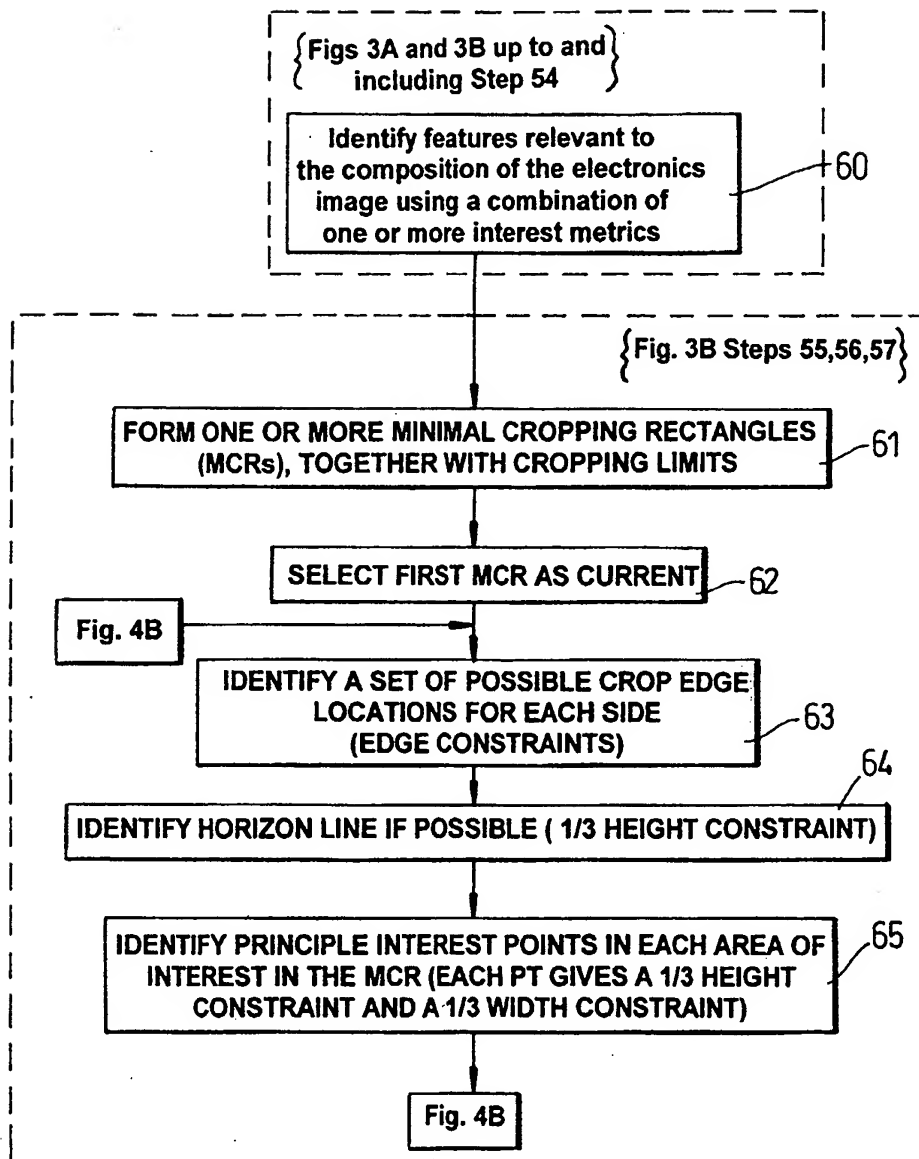 {Figs 3A and 3B up to and
including Step 54}
Identify features relevant to
the composition of the electronics
image using a combination of
one or more interest metrics
60
{Fig. 3B Steps 55,56,57}
FORM ONE OR MORE MINIMAL CROPPING RECTANGLES
(MCRs), TOGETHER WITH CROPPING LIMITS
61
SELECT FIRST MCR AS CURRENT
62
Fig. 4B
IDENTIFY A SET OF POSSIBLE CROP EDGE
LOCATIONS FOR EACH SIDE
(EDGE CONSTRAINTS)
63
64
IDENTIFY HORIZON LINE IF POSSIBLE ( 1/3 HEIGHT CONSTRAINT)
IDENTIFY PRINCIPLE INTEREST POINTS IN EACH AREA OF
INTEREST IN THE MCR (EACH PT GIVES A 1/3 HEIGHT
CONSTRAINT AND A 1/3 WIDTH CONSTRAINT)
65
Fig. 4B